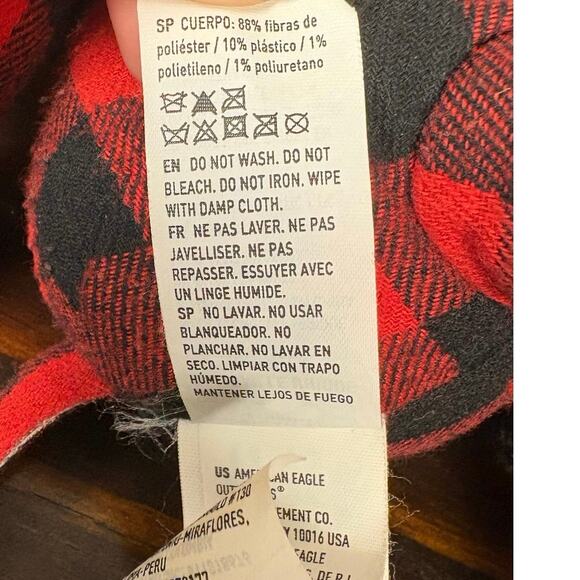 SP CUERPO: 88% fibras de
poliéster / 10% plástico / 1%
polietileno / 1% poliuretano
EN DO NOT WASH. DO NOT
BLEACH. DO NOT IRON. WIPE
WITH DAMP CLOTH.
FR NE PAS LAVER. NE PAS
JAVELLISER. NE PAS
REPASSER. ESSUYER AVEC
UN LINGE HUMIDE.
SP NO LAVAR. NO USAR
BLANQUEADOR. NO
PLANCHAR. NO LAVAR EN
SECO. LIMPIAR CON TRAPO
HÚMEDO.
MANTENER LEJOS DE FUEGO
US AMERICAN EAGLE
EMENT CO.
10016 USA
EAGLE
#130
MIRAFLORES,
PERU